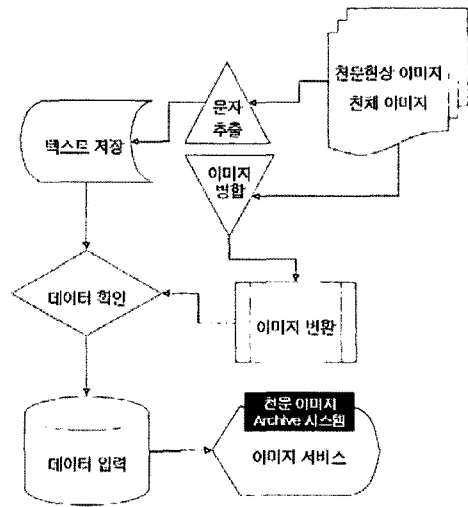 천문현상 이미지
천체 이미지
문자
추출
텍스트 저장
이미지
병합
데이터 확인
이미지 변환
천문 이미지
Archive 시스템
데이터 입력
이미지 서비스